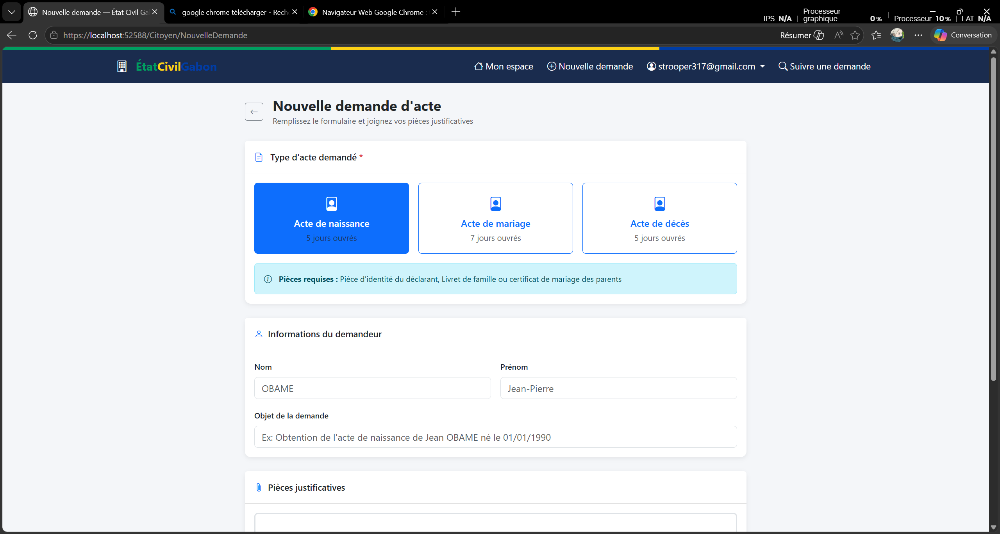 Nouvelle demande — État Civil Ga
google chrome télécharger - Rech
Navigateur Web Google Chrome :
IPS N/A | Processeur graphique 0% | Processeur 10% | LAT N/A
https://localhost:52588/Citoyen/NouvelleDemande
Résumer
Conversation
ÉtatCivilGabon
Mon espace
Nouvelle demande
strooper317@gmail.com
Suivre une demande
Nouvelle demande d'acte
Remplissez le formulaire et joignez vos pièces justificatives
Type d'acte demandé *
Acte de naissance
5 jours ouvrés
Acte de mariage
7 jours ouvrés
Acte de décès
5 jours ouvrés
Pièces requises : Pièce d'identité du déclarant, Livret de famille ou certificat de mariage des parents
Informations du demandeur
Nom
Prénom
OBAME
Jean-Pierre
Objet de la demande
Ex: Obtention de l'acte de naissance de Jean OBAME né le 01/01/1990
Pièces justificatives